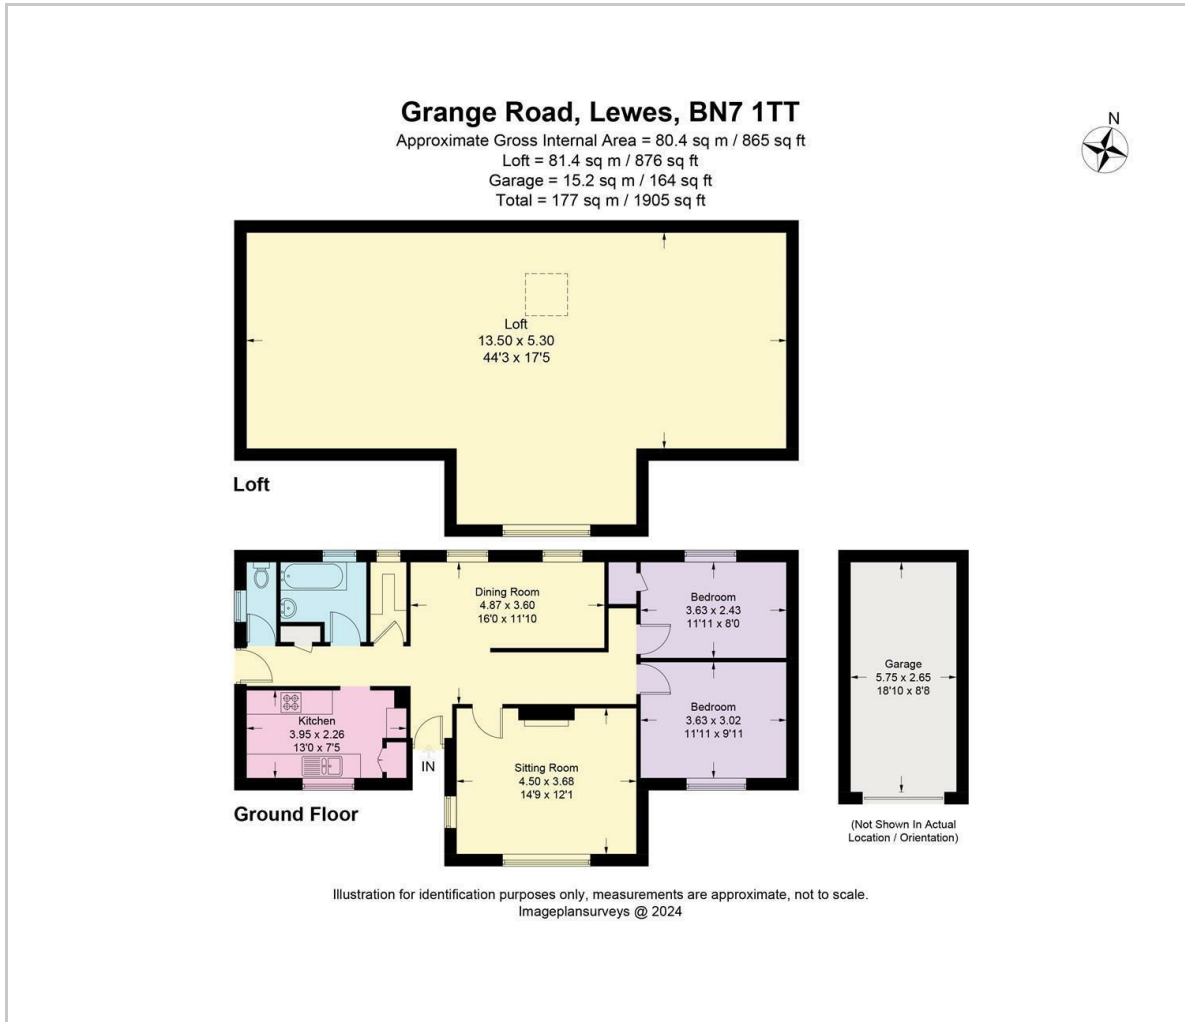 Grange Road, Lewes, BN7 1TT
Approximate Gross Internal Area = 80.4 sq m / 865 sq ft
Loft = 81.4 sq m / 876 sq ft
Garage = 15.2 sq m / 164 sq ft
Total = 177 sq m / 1905 sq ft
N
Loft
13.50 x 5.30
44'3 x 17'5
Loft
Dining Room
4.87 x 3.60
16'0 x 11'10
Bedroom
3.63 x 2.43
11'11 x 8'0
Garage
5.75 x 2.65
18'10 x 8'8
Kitchen
3.95 x 2.26
13'0 x 7'5
Bedroom
3.63 x 3.02
11'11 x 9'11
IN
Sitting Room
4.50 x 3.68
14'9 x 12'1
Ground Floor
(Not Shown In Actual
Location / Orientation)
Illustration for identification purposes only, measurements are approximate, not to scale.
Imageplansurveys @ 2024